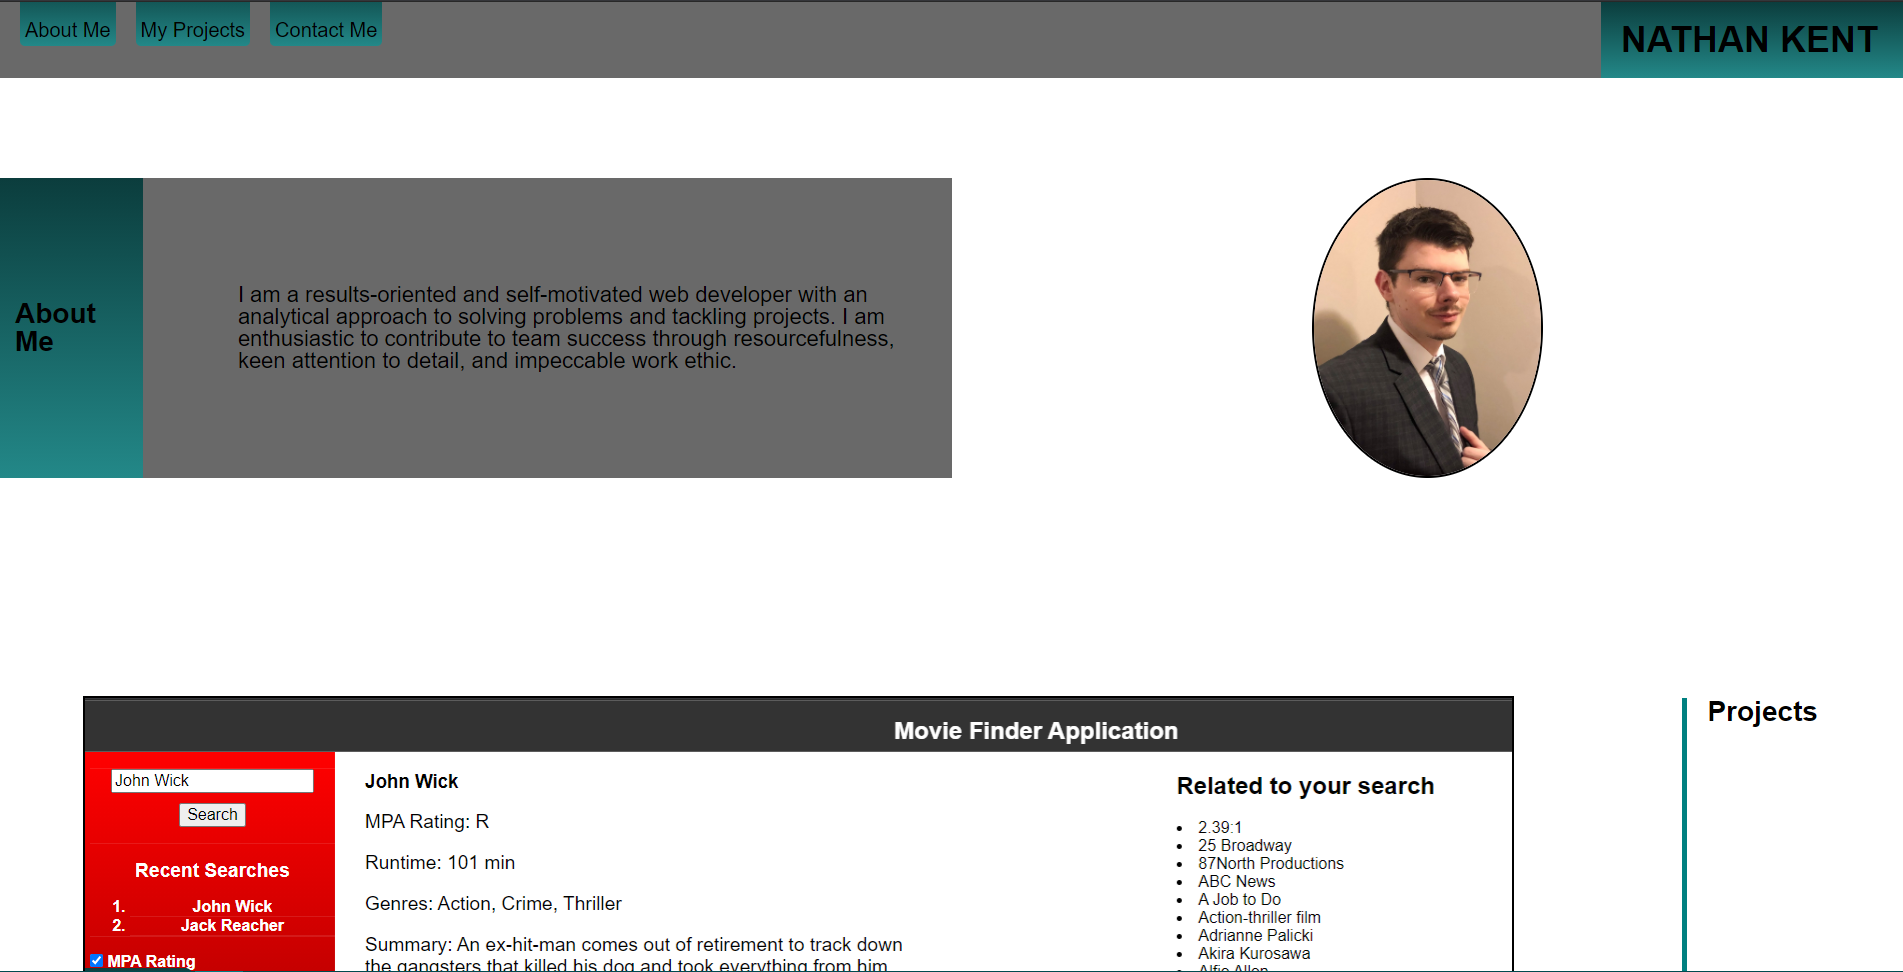 About Me
My Projects
Contact Me
NATHAN KENT
About
Me
I am a results-oriented and self-motivated web developer with an
analytical approach to solving problems and tackling projects. I am
enthusiastic to contribute to team success through resourcefulness,
keen attention to detail, and impeccable work ethic.
Projects
Movie Finder Application
John Wick
Search
Recent Searches
1. John Wick
2. Jack Reacher
MPA Rating
John Wick
MPA Rating: R
Runtime: 101 min
Genres: Action, Crime, Thriller
Summary: An ex-hit-man comes out of retirement to track down
the gangsters that killed his dog and took everything from him
Related to your search
• 2.39:1
• 25 Broadway
• 87North Productions
• ABC News
• A Job to Do
• Action-thriller film
• Adrianne Palicki
• Akira Kurosawa
• Alfie Allen